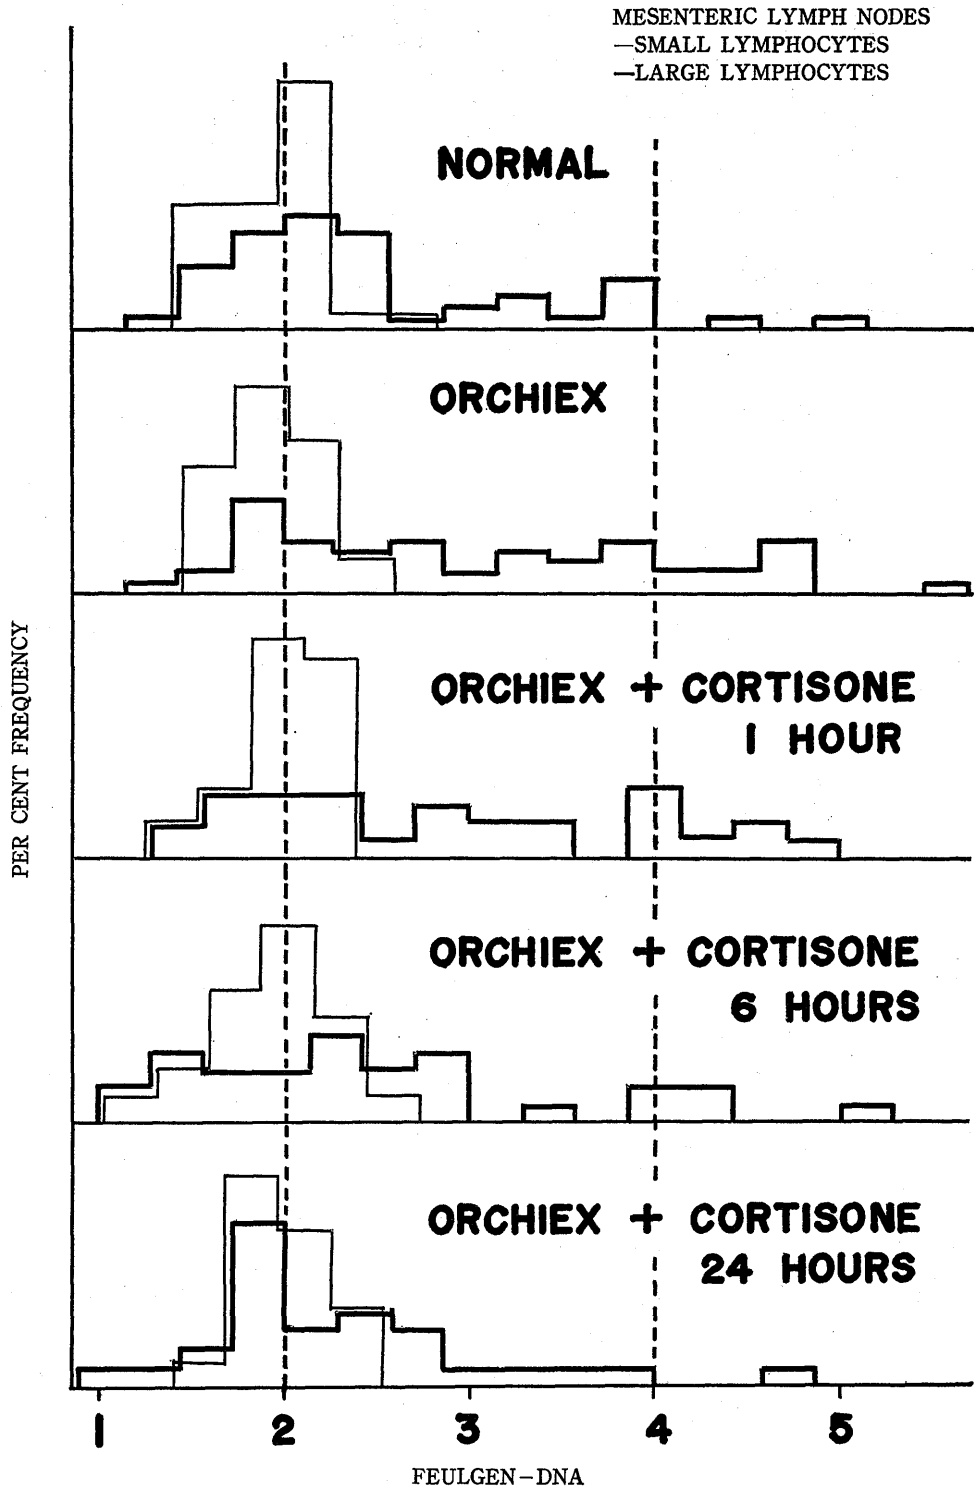 MESENTERIC LYMPH NODES
—SMALL LYMPHOCYTES
—LARGE LYMPHOCYTES
NORMAL
ORCHIEX
ORCHIEX + CORTISONE
1 HOUR
ORCHIEX + CORTISONE
6 HOURS
ORCHIEX + CORTISONE
24 HOURS
PER CENT FREQUENCY
1 2 3 4 5
FEULGEN–DNA